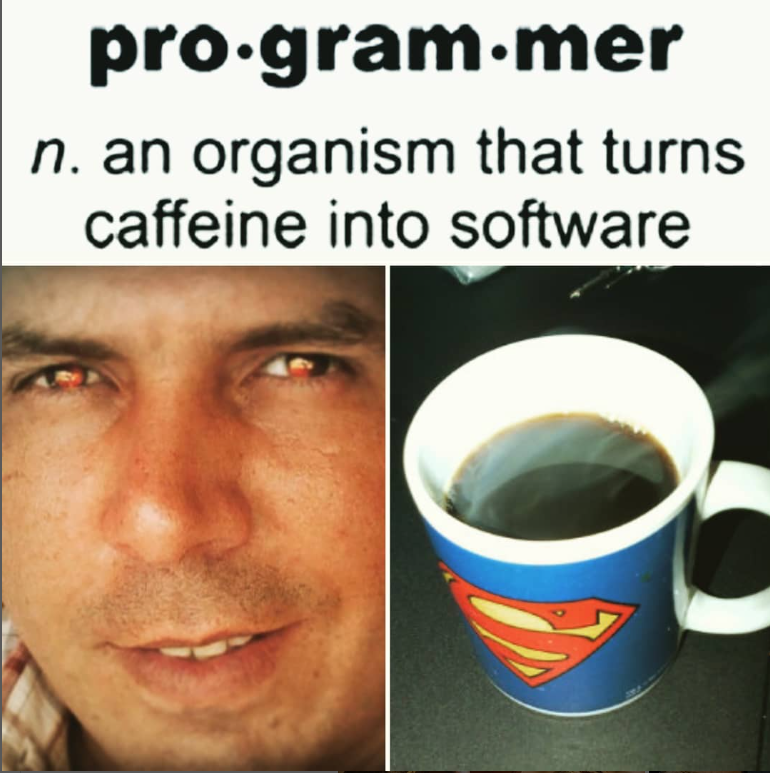 pro•gram•mer
n. an organism that turns
caffeine into software